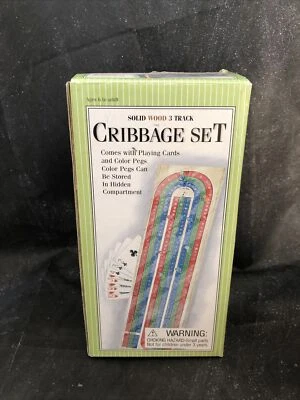 Ages 6 to adult
SOLID WOOD 3 TRACK
CRIBBAGE SET
Comes with Playing Cards
and Color Pegs
Color Pegs Can
Be Stored
In Hidden
Compartment
WARNING:
CHOKING HAZARD-Small parts
Not for children under 3 years.